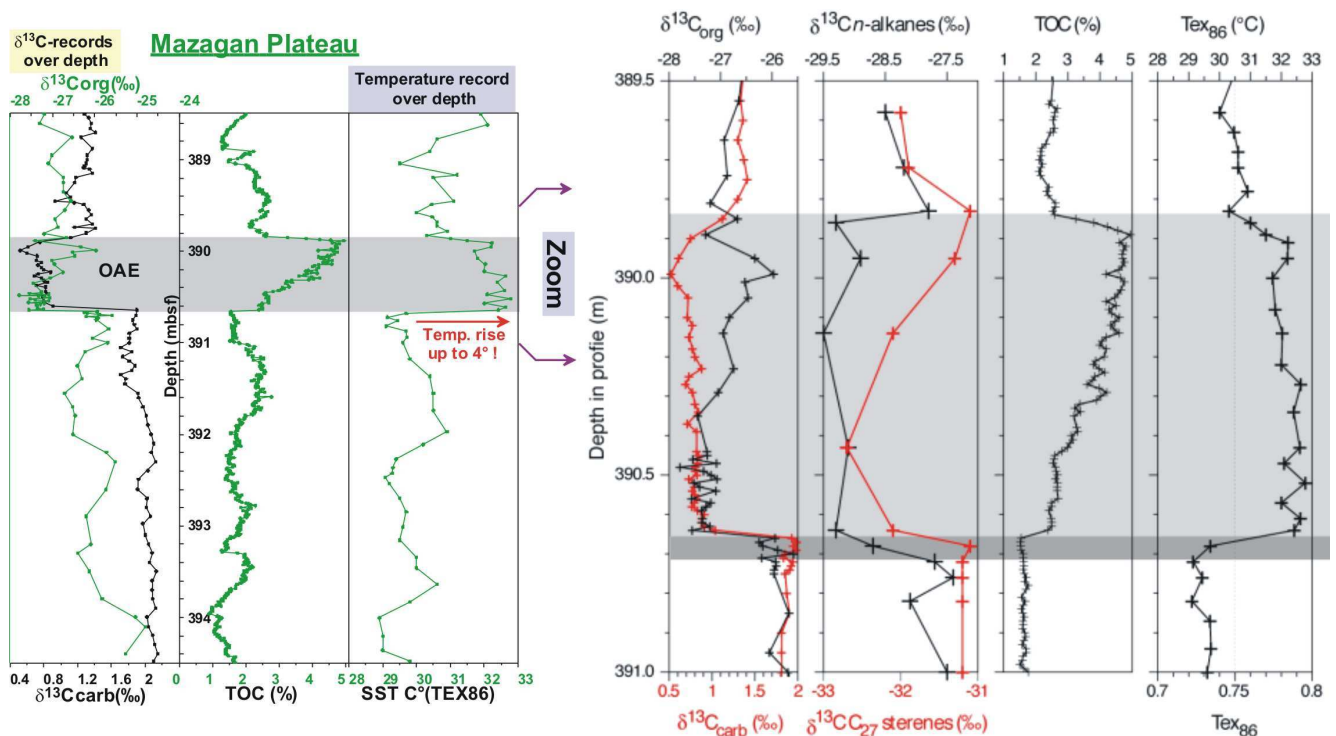 δ¹³C-records
over depth
Mazagan Plateau
δ¹³Corg(‰)
-28 -27 -26 -25 -24
Temperature record
over depth
389
390
391
392
393
394
Depth (mbsf)
OAE
Temp. rise
up to 4° !
Zoom
0.4 0.8 1.2 1.6 2
δ¹³Ccarb(‰)
0 1 2 3 4 5
TOC (%)
28 29 30 31 32 33
SST C°(TEX86)
δ¹³Corg (‰)
-28 -27 -26
δ¹³Cn-alkanes (‰)
-29.5 -28.5 -27.5
TOC (%)
1 2 3 4 5
Tex86 (°C)
28 29 30 31 32 33
389.5
390.0
390.5
391.0
Depth in profie (m)
0.5 1 1.5 2
δ¹³Ccarb (‰)
-33 -32 -31
δ¹³CC27 sterenes (‰)
0.7 0.75 0.8
Tex86